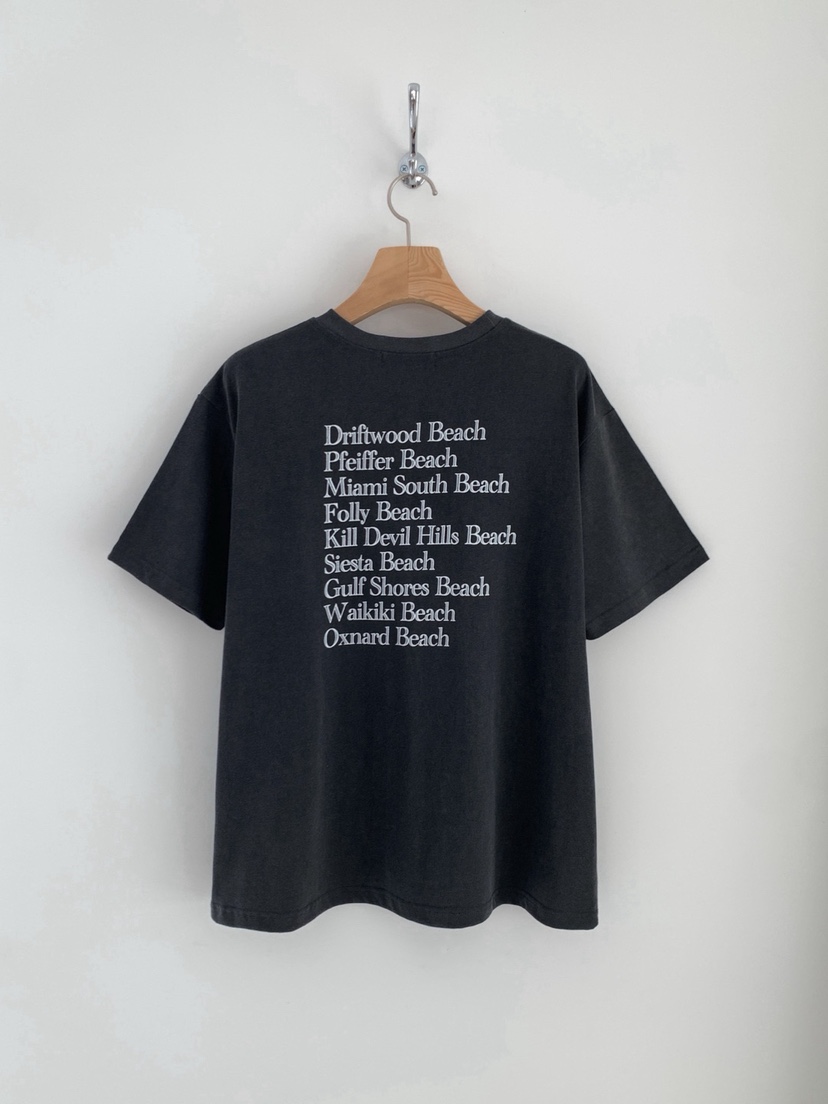 Driftwood Beach
Pfeiffer Beach
Miami South Beach
Folly Beach
Kill Devil Hills Beach
Siesta Beach
Gulf Shores Beach
Waikiki Beach
Oxnard Beach